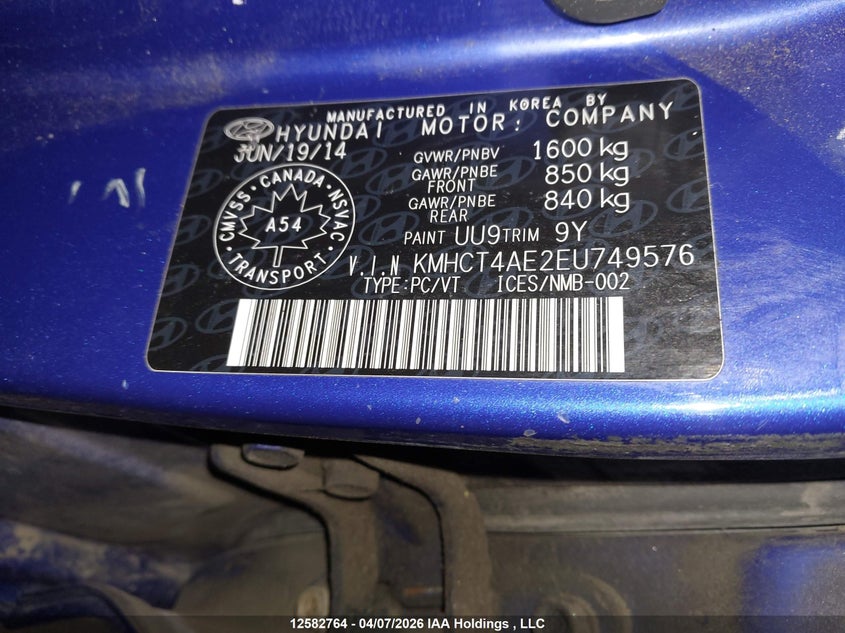 MANUFACTURED IN KOREA BY
HYUNDAI MOTOR: COMPANY
JUN/19/14
GVWR/PNBV 1600 kg
GAWR/PNBE FRONT 850 kg
GAWR/PNBE REAR 840 kg
PAINT UU9 TRIM 9Y
CMVSS · CANADA · NSVAC
A54
· TRANSPORT ·
V.I.N KMHCT4AE2EU749576
TYPE:PC/VT ICES/NMB-002
12582764 - 04/07/2026 IAA Holdings , LLC